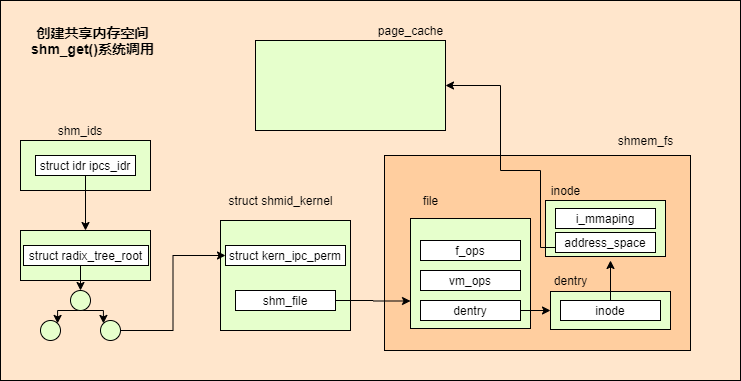 创建共享内存空间
shm_get()系统调用
page_cache
shm_ids
struct idr ipcs_idr
struct radix_tree_root
struct shmid_kernel
struct kern_ipc_perm
shm_file
shmem_fs
file
f_ops
vm_ops
dentry
inode
i_mmaping
address_space
dentry
inode